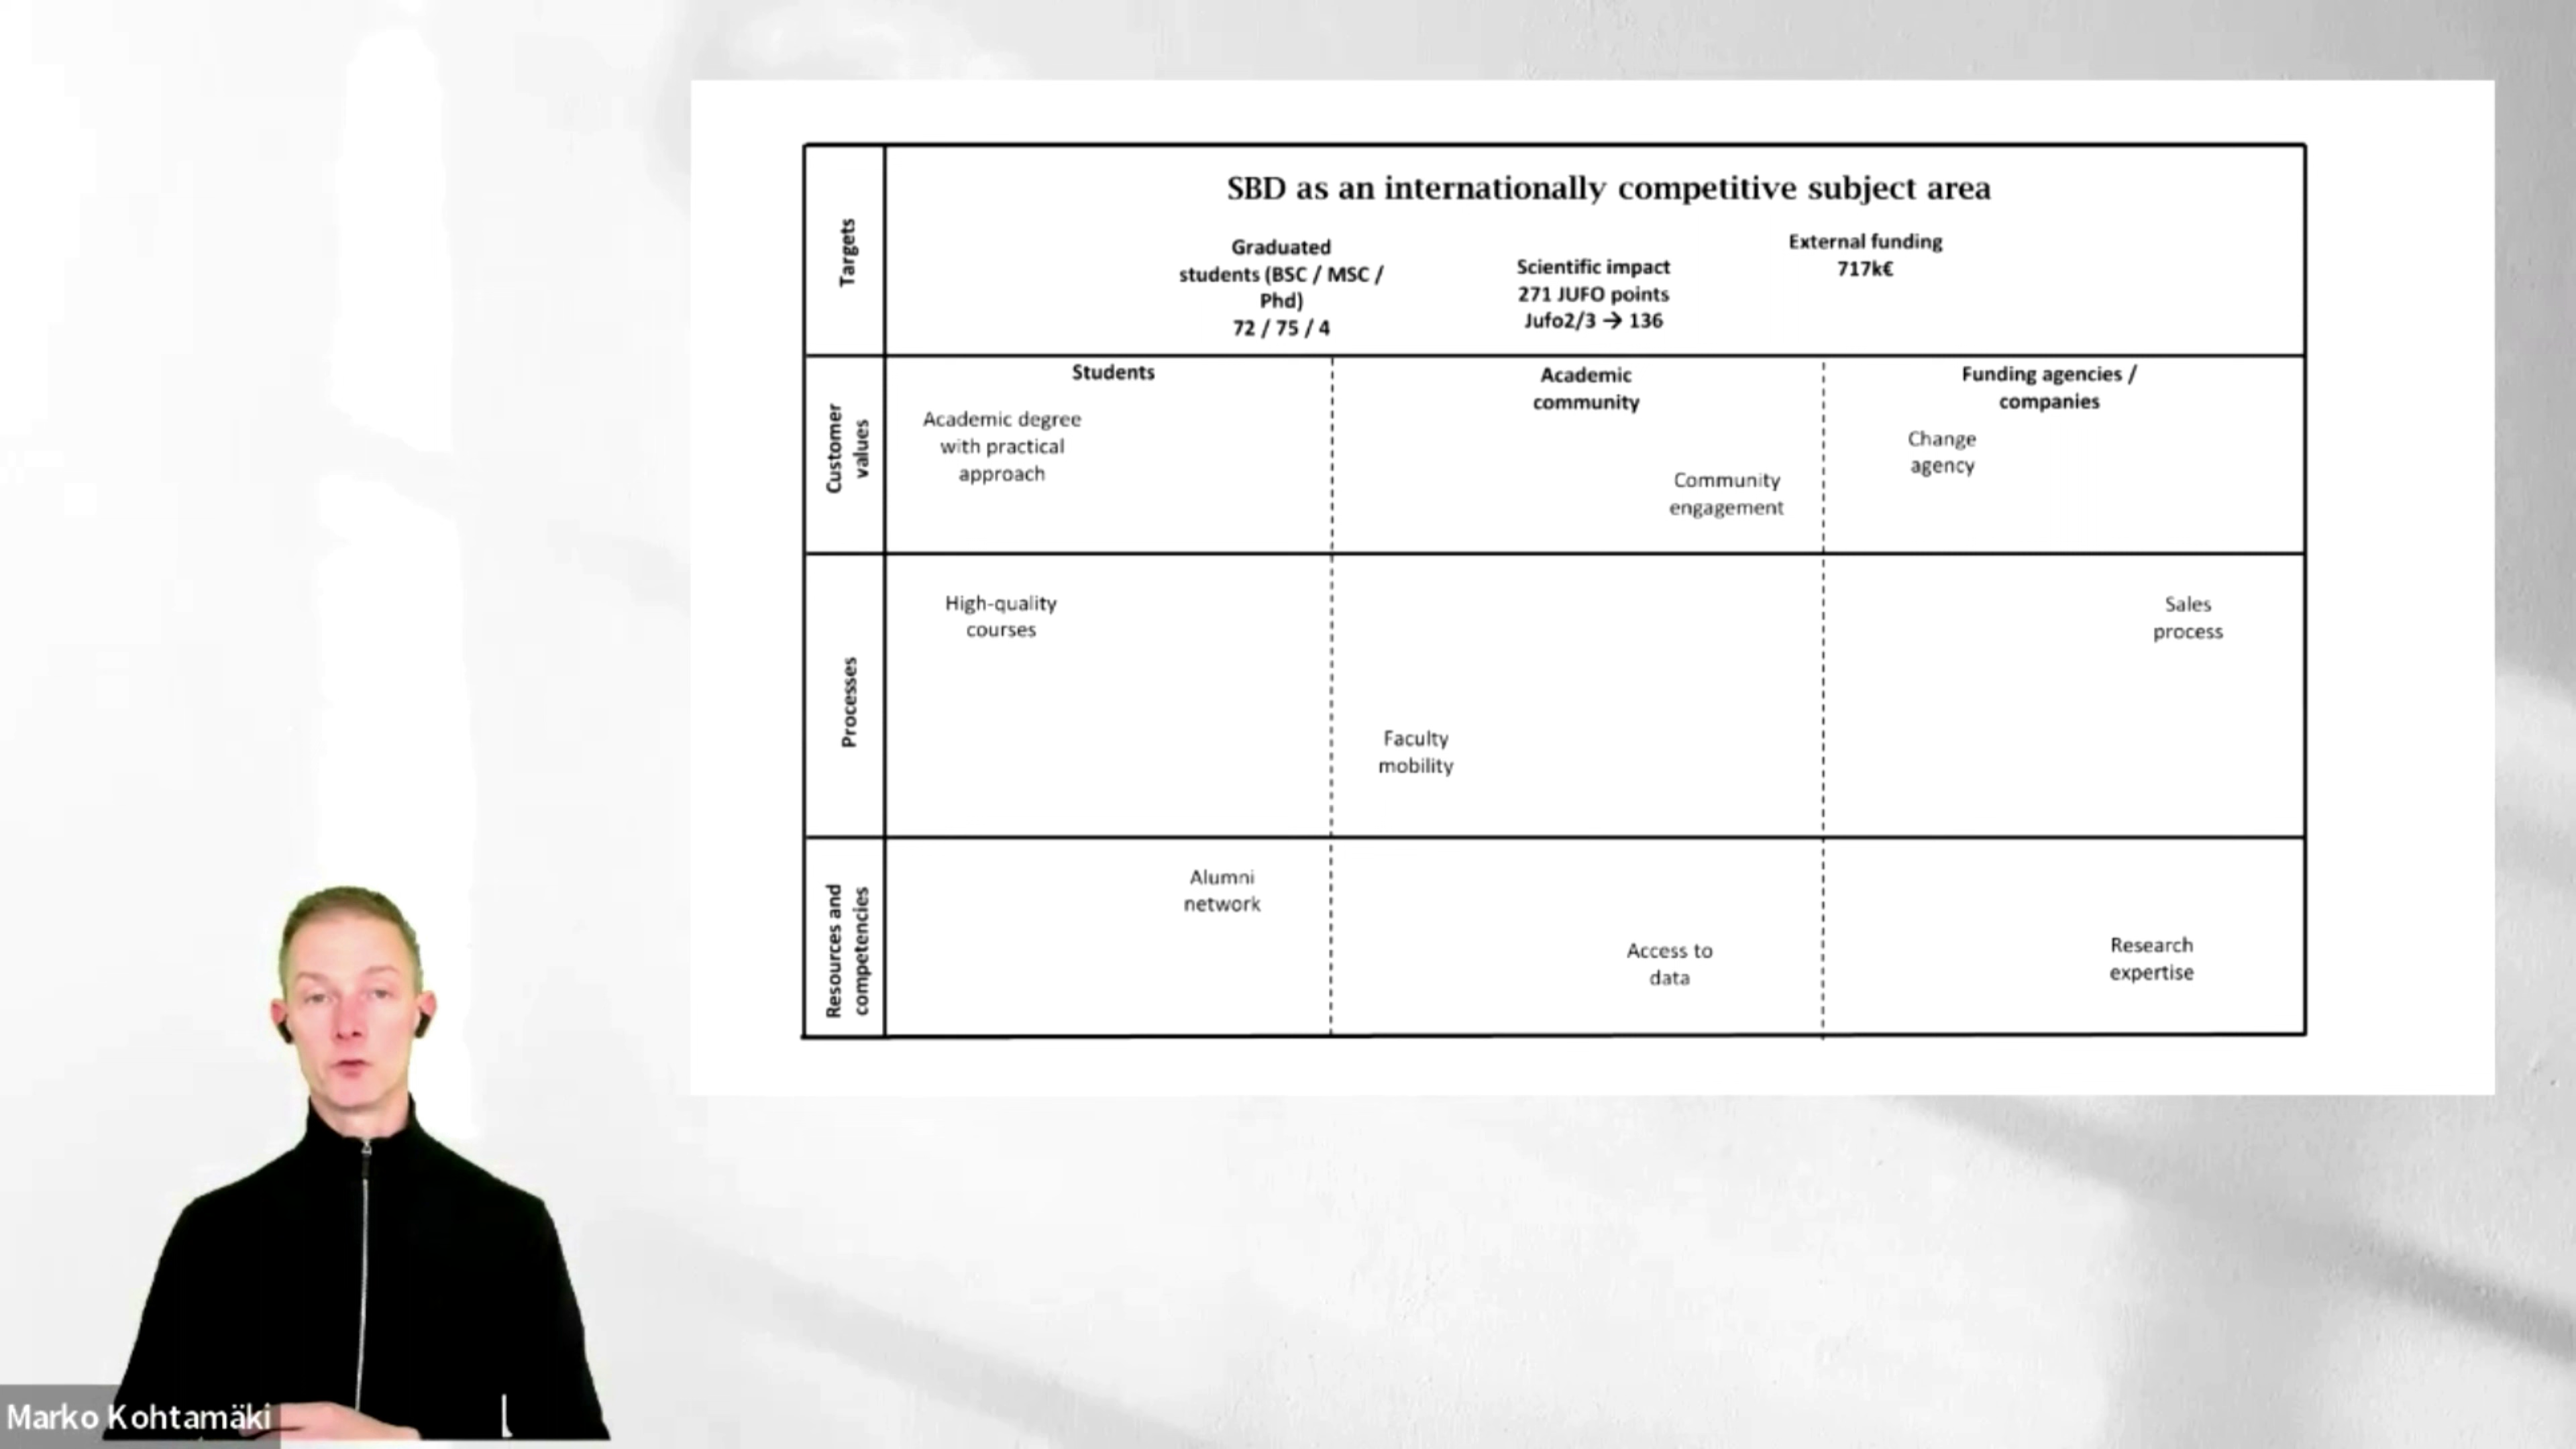 SBD as an internationally competitive subject area
Targets
Graduated
students (BSC / MSC /
Phd)
72 / 75 / 4
Scientific impact
271 JUFO points
Jufo2/3 → 136
External funding
717k€
Customer
values
Students
Academic degree
with practical
approach
Academic
community
Community
engagement
Funding agencies /
companies
Change
agency
Processes
High-quality
courses
Faculty
mobility
Sales
process
Resources and
competencies
Alumni
network
Access to
data
Research
expertise
Marko Kohtamäki